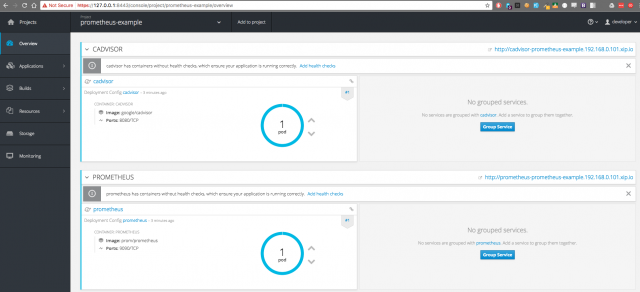 Not Secure https://127.0.0.1:8443/console/project/prometheus-example/overview
Projects
Project
prometheus-example
Add to project
developer
Overview
Applications
Builds
Resources
Storage
Monitoring
CADVISOR
http://cadvisor-prometheus-example.192.168.0.101.xip.io
cadvisor has containers without health checks, which ensure your application is running correctly. Add health checks
cadvisor
Deployment Config cadvisor
#1
CONTAINER: CADVISOR
Image: google/cadvisor
Ports: 8080/TCP
1
pod
No grouped services.
No services are grouped with cadvisor. Add a service to group them together.
Group Service
PROMETHEUS
http://prometheus-prometheus-example.192.168.0.101.xip.io
prometheus has containers without health checks, which ensure your application is running correctly. Add health checks
prometheus
Deployment Config prometheus
#1
CONTAINER: PROMETHEUS
Image: prom/prometheus
Ports: 9090/TCP
1
pod
No grouped services.
No services are grouped with prometheus. Add a service to group them together.
Group Service